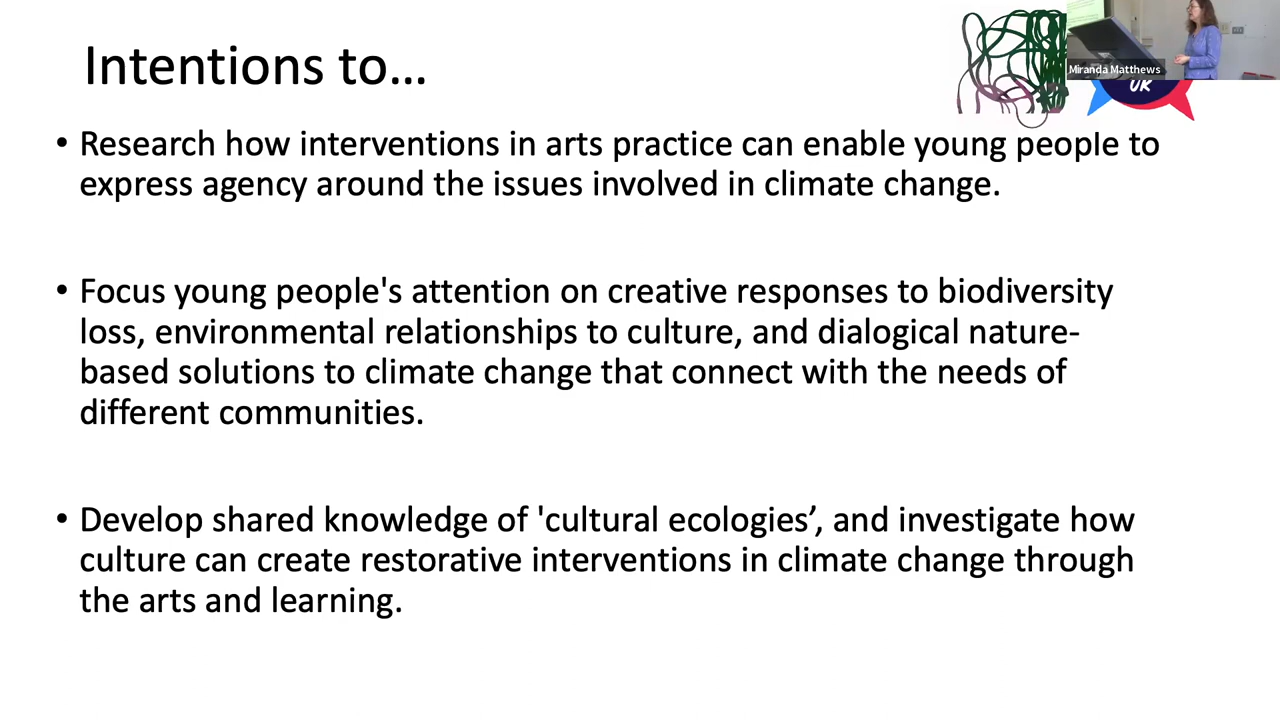 Intentions to…
Miranda Matthews
UK
• Research how interventions in arts practice can enable young people to
express agency around the issues involved in climate change.
• Focus young people's attention on creative responses to biodiversity
loss, environmental relationships to culture, and dialogical nature-
based solutions to climate change that connect with the needs of
different communities.
• Develop shared knowledge of 'cultural ecologies’, and investigate how
culture can create restorative interventions in climate change through
the arts and learning.